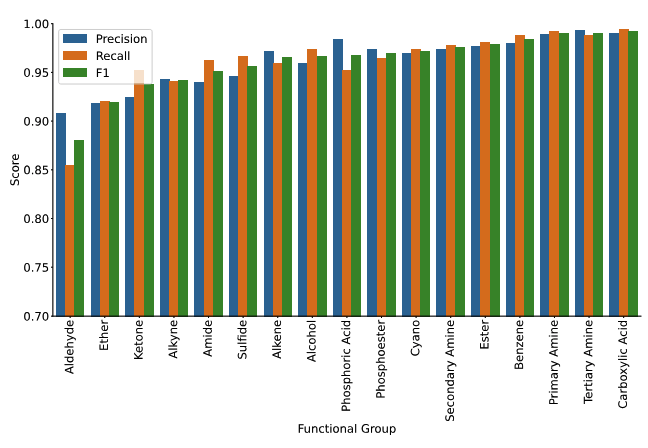 1.00
0.95
0.90
0.85
0.80
0.75
0.70
Score
Precision
Recall
F1
Aldehyde
Ether
Ketone
Alkyne
Amide
Sulfide
Alkene
Alcohol
Phosphoric Acid
Phosphoester
Cyano
Secondary Amine
Ester
Benzene
Primary Amine
Tertiary Amine
Carboxylic Acid
Functional Group